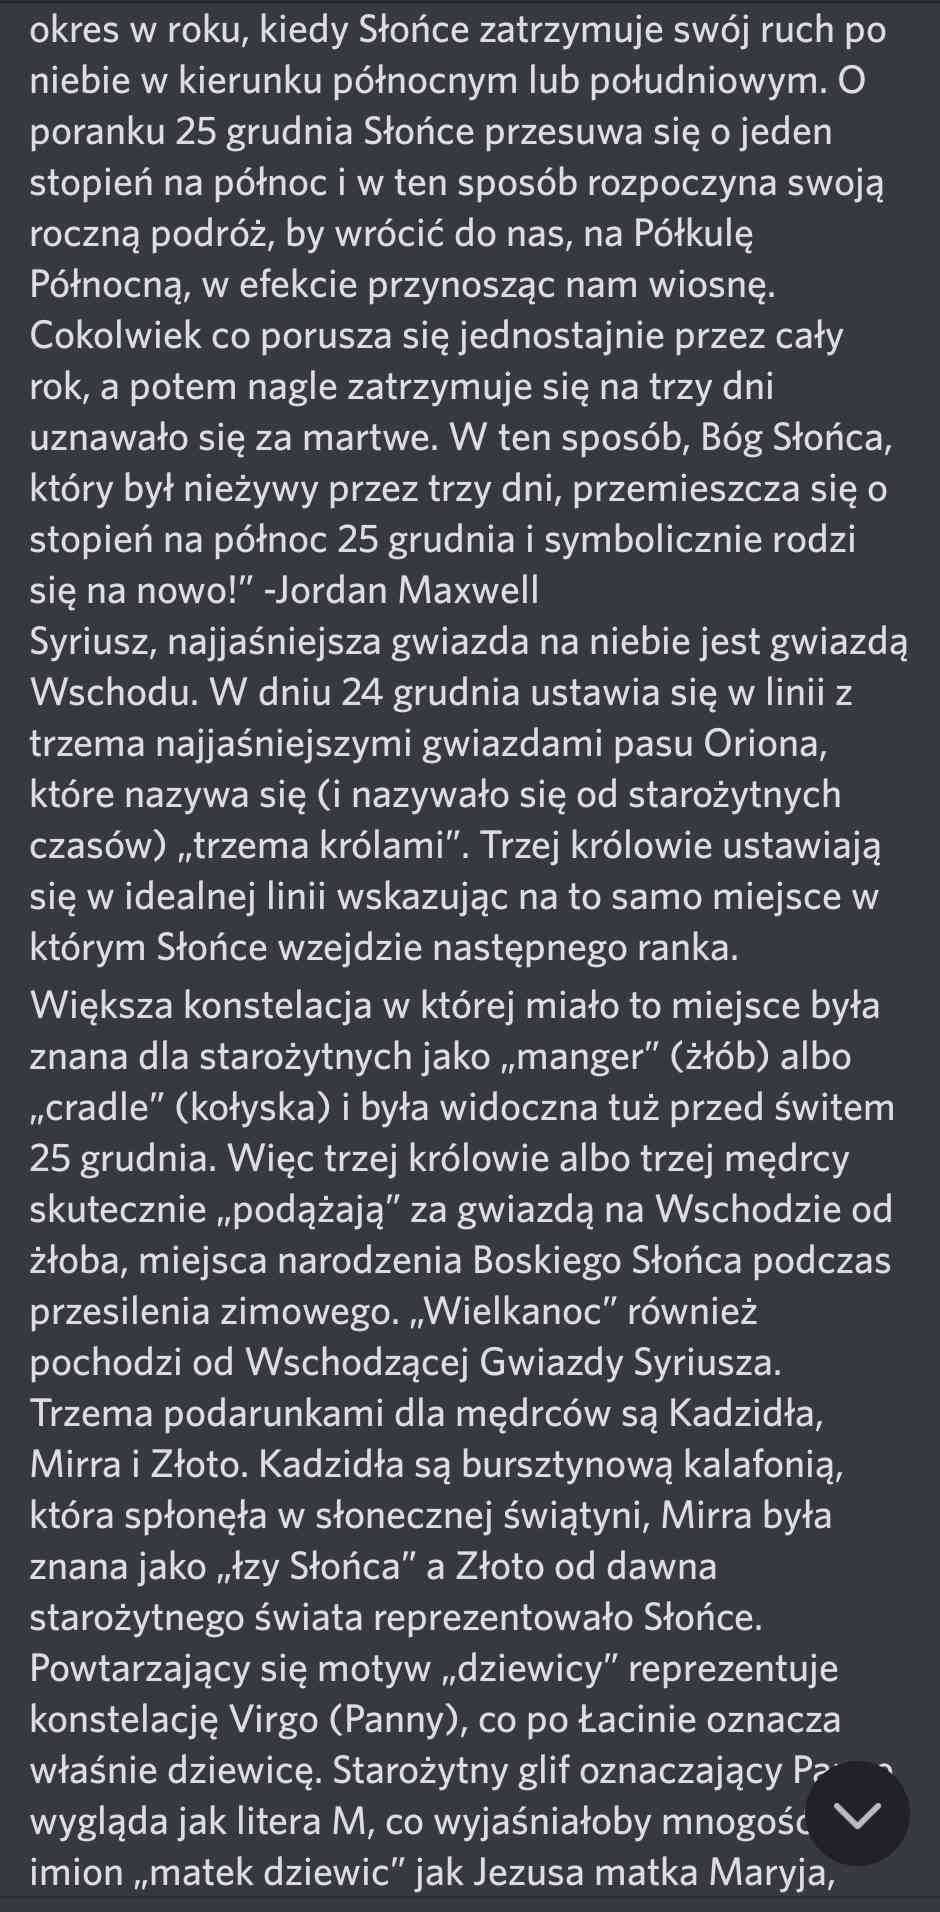 okres w roku, kiedy Słońce zatrzymuje swój ruch po
niebie w kierunku północnym lub południowym. O
poranku 25 grudnia Słońce przesuwa się o jeden
stopień na północ i w ten sposób rozpoczyna swoją
roczną podróż, by wrócić do nas, na Półkulę
Północną, w efekcie przynosząc nam wiosnę.
Cokolwiek co porusza się jednostajnie przez cały
rok, a potem nagle zatrzymuje się na trzy dni
uznawało się za martwe. W ten sposób, Bóg Słońca,
który był nieżywy przez trzy dni, przemieszcza się o
stopień na północ 25 grudnia i symbolicznie rodzi
się na nowo!” -Jordan Maxwell
Syriusz, najjaśniejsza gwiazda na niebie jest gwiazdą
Wschodu. W dniu 24 grudnia ustawia się w linii z
trzema najjaśniejszymi gwiazdami pasu Oriona,
które nazywa się (i nazywało się od starożytnych
czasów) „trzema królami”. Trzej królowie ustawiają
się w idealnej linii wskazując na to samo miejsce w
którym Słońce wzejdzie następnego ranka.
Większa konstelacja w której miało to miejsce była
znana dla starożytnych jako „manger” (żłób) albo
„cradle” (kołyska) i była widoczna tuż przed świtem
25 grudnia. Więc trzej królowie albo trzej mędrcy
skutecznie „podążają” za gwiazdą na Wschodzie od
żłoba, miejsca narodzenia Boskiego Słońca podczas
przesilenia zimowego. „Wielkanoc” również
pochodzi od Wschodzącej Gwiazdy Syriusza.
Trzema podarunkami dla mędrców są Kadzidła,
Mirra i Złoto. Kadzidła są bursztynową kalafonią,
która spłonęła w słonecznej świątyni, Mirra była
znana jako „łzy Słońca” a Złoto od dawna
starożytnego świata reprezentowało Słońce.
Powtarzający się motyw „dziewicy” reprezentuje
konstelację Virgo (Panny), co po Łacinie oznacza
właśnie dziewicę. Starożytny glif oznaczający
wygląda jak litera M, co wyjaśniałoby
imion „matek dziewic” jak Jezusa matka Maryja,